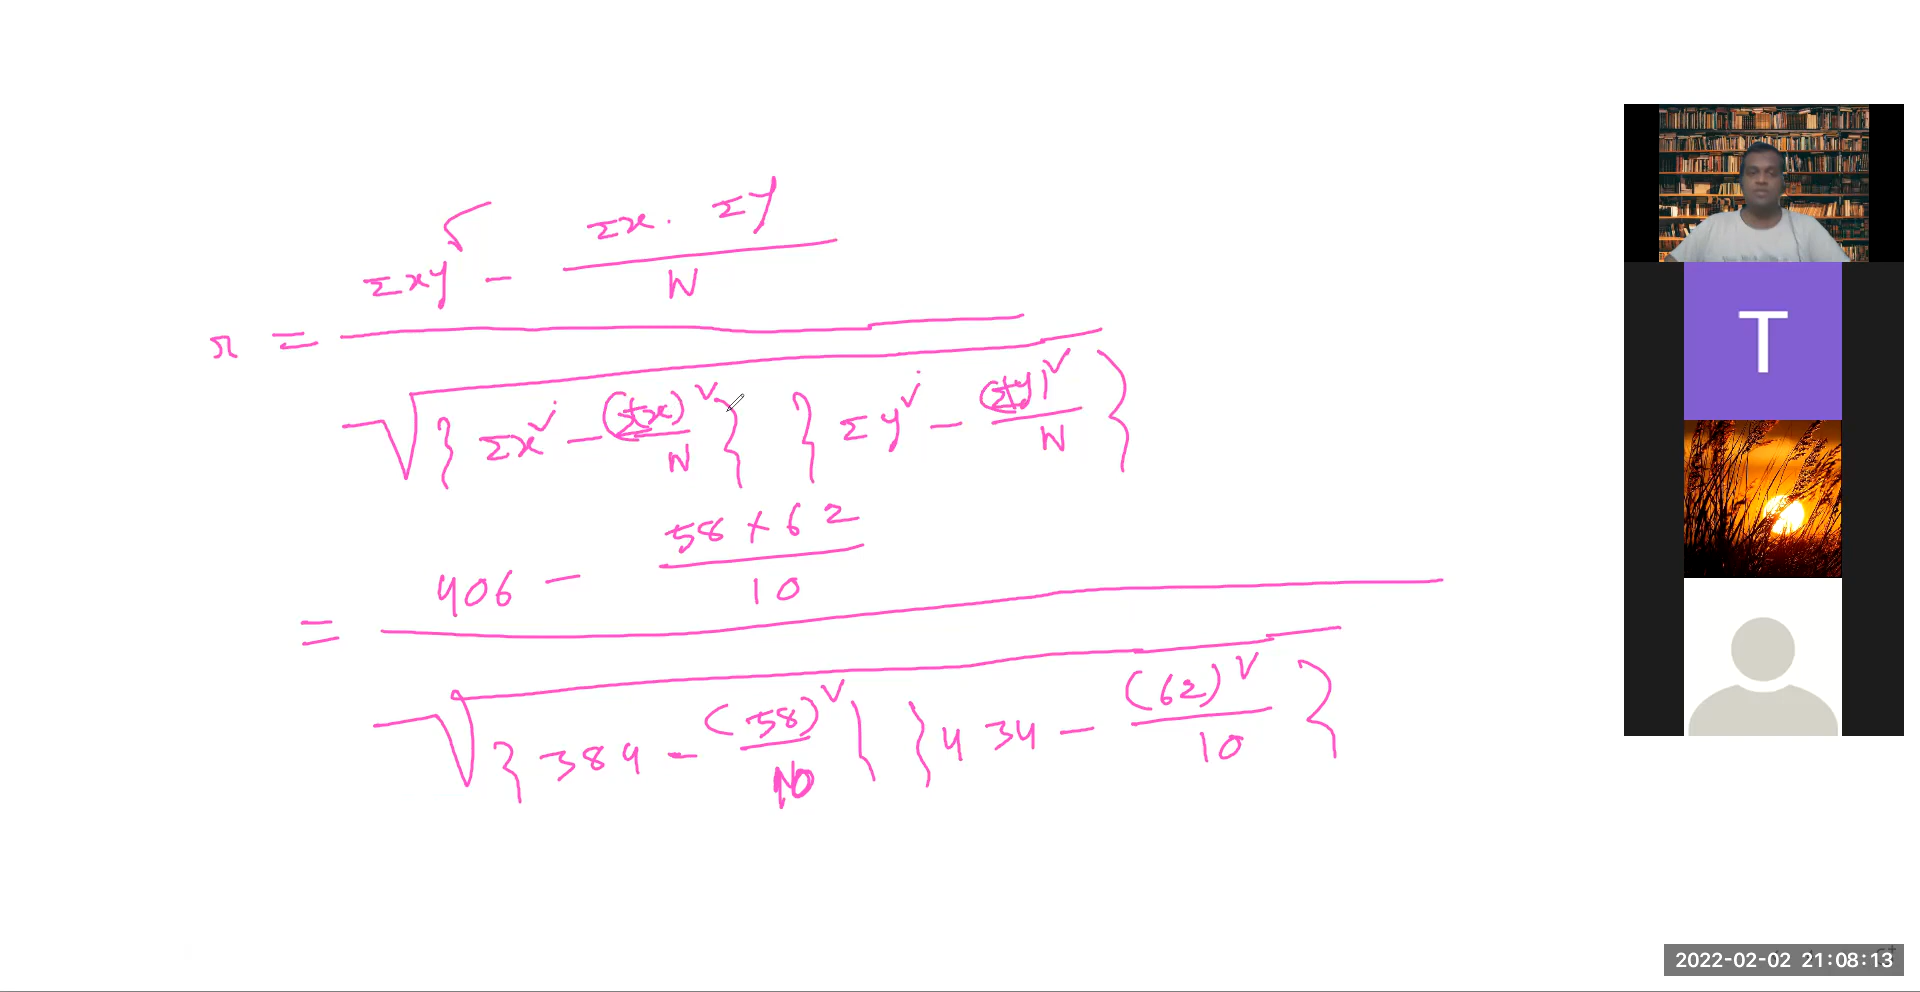 Σxy - Σx . Σy / N
r =
√{Σx² - (Σx)² / N} {Σy² - (Σy)² / N}
406 - 58 × 62 / 10
=
√{384 - (58)² / 10} {434 - (62)² / 10}
T
2022-02-02 21:08:13